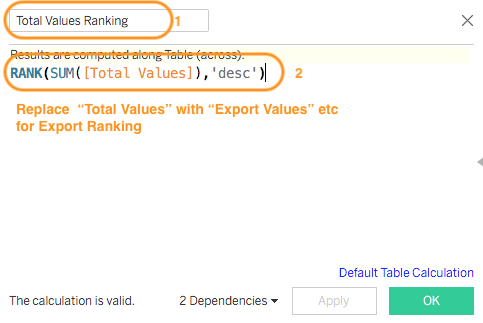 Total Values Ranking 1
Results are computed along Table (across).
RANK(SUM([Total Values]),'desc') 2
Replace “Total Values” with “Export Values” etc
for Export Ranking
Default Table Calculation
The calculation is valid. 2 Dependencies Apply OK